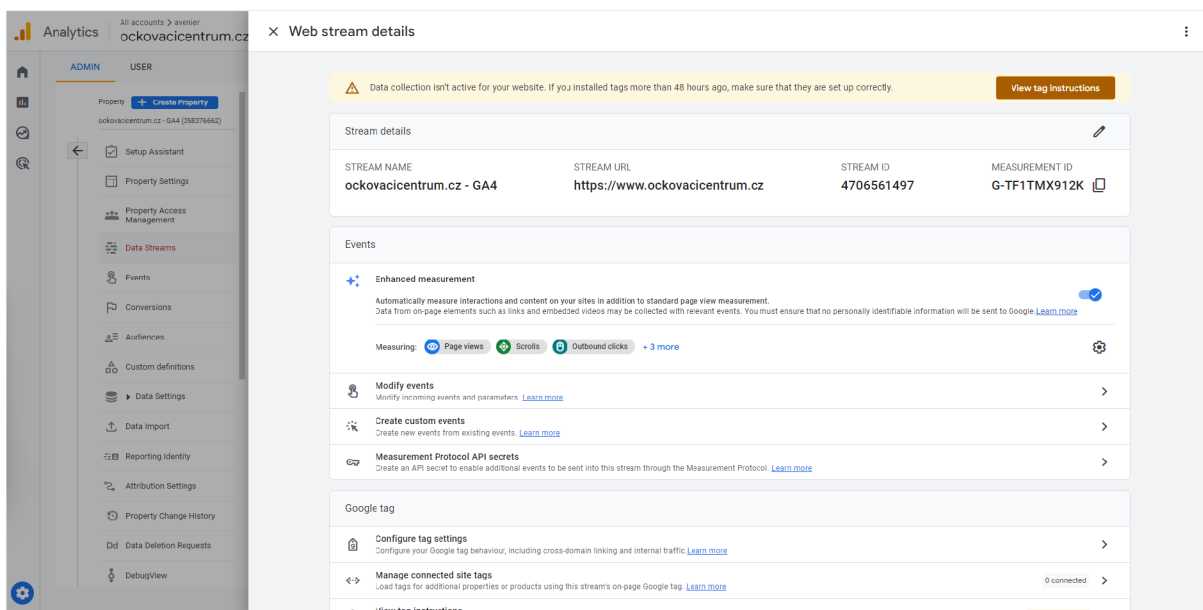 Analytics
All accounts > avenier
ockovacicentrum.cz
Web stream details
ADMIN
USER
Property
Create Property
ockovacicentrum.cz - GA4 (358376662)
Setup Assistant
Property Settings
Property Access
Management
Data Streams
Events
Conversions
Audiences
Custom definitions
Data Settings
Data Import
Reporting Identity
Attribution Settings
Property Change History
Dd Data Deletion Requests
DebugView
Data collection isn't active for your website. If you installed tags more than 48 hours ago, make sure that they are set up correctly.
View tag instructions
Stream details
STREAM NAME
ockovacicentrum.cz - GA4
STREAM URL
https://www.ockovacicentrum.cz
STREAM ID
4706561497
MEASUREMENT ID
G-TF1TMX912K
Events
Enhanced measurement
Automatically measure interactions and content on your sites in addition to standard page view measurement.
Data from on-page elements such as links and embedded videos may be collected with relevant events. You must ensure that no personally identifiable information will be sent to Google. Learn more
Measuring: Page views Scrolls Outbound clicks + 3 more
Modify events
Modify incoming events and parameters. Learn more
Create custom events
Create new events from existing events. Learn more
Measurement Protocol API secrets
Create an API secret to enable additional events to be sent into this stream through the Measurement Protocol. Learn more
Google tag
Configure tag settings
Configure your Google tag behaviour, including cross-domain linking and internal traffic. Learn more
Manage connected site tags
Load tags for additional properties or products using this stream's on-page Google tag. Learn more
0 connected
View tag instructions